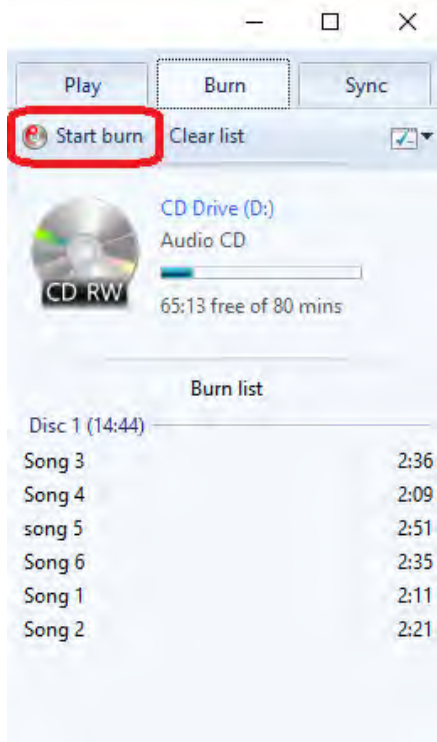 Play Burn Sync
Start burn Clear list
CD Drive (D:)
Audio CD
CD RW
65:13 free of 80 mins
Burn list
Disc 1 (14:44)
Song 3 2:36
Song 4 2:09
song 5 2:51
Song 6 2:35
Song 1 2:11
Song 2 2:21